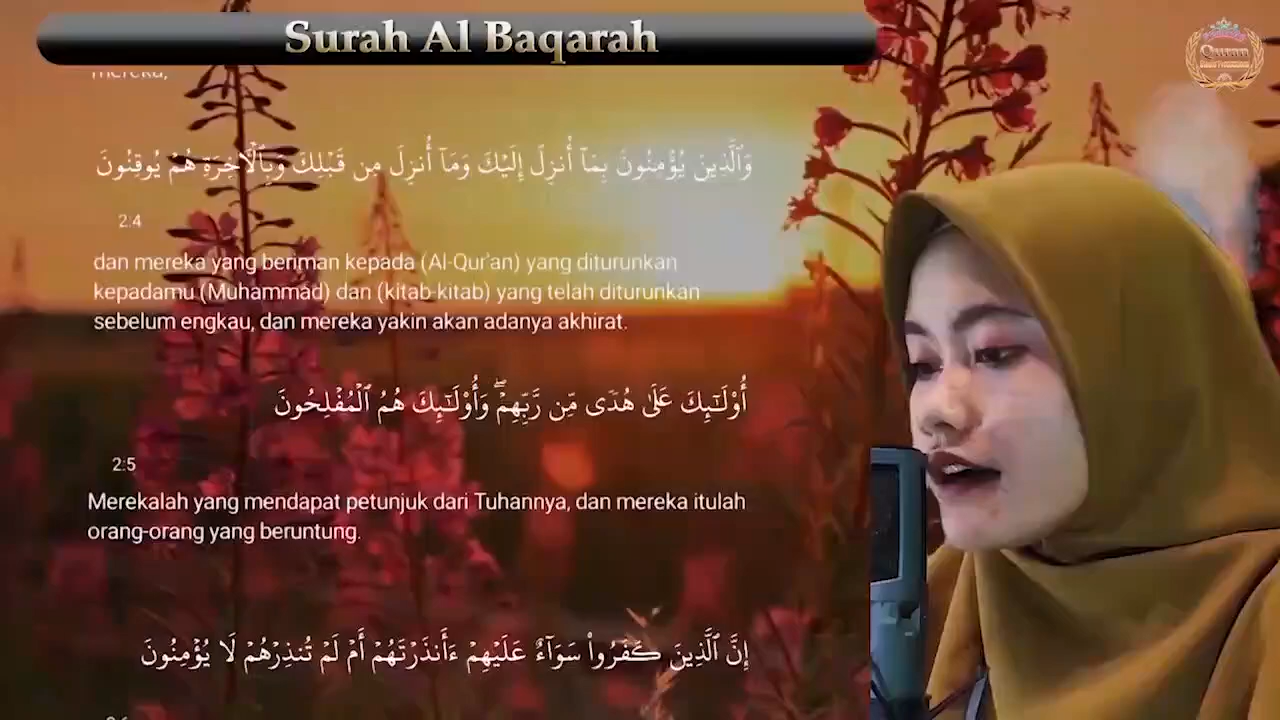 Surah Al Baqarah
mereka,
وَٱلَّذِينَ يُؤْمِنُونَ بِمَآ أُنزِلَ إِلَيْكَ وَمَآ أُنزِلَ مِن قَبْلِكَ وَبِٱلْأَخِرَةِ هُمْ يُوقِنُونَ
2:4
dan mereka yang beriman kepada (Al-Qur'an) yang diturunkan
kepadamu (Muhammad) dan (kitab-kitab) yang telah diturunkan
sebelum engkau, dan mereka yakin akan adanya akhirat.
أُوْلَـٰٓئِكَ عَلَىٰ هُدًى مِّن رَّبِّهِمْۖ وَأُوْلَـٰٓئِكَ هُمُ ٱلْمُفْلِحُونَ
2:5
Merekalah yang mendapat petunjuk dari Tuhannya, dan mereka itulah
orang-orang yang beruntung.
إِنَّ ٱلَّذِينَ كَفَرُواْ سَوَآءٌ عَلَيْهِمْ ءَأَنذَرْتَهُمْ أَمْ لَمْ تُنذِرْهُمْ لَا يُؤْمِنُونَ